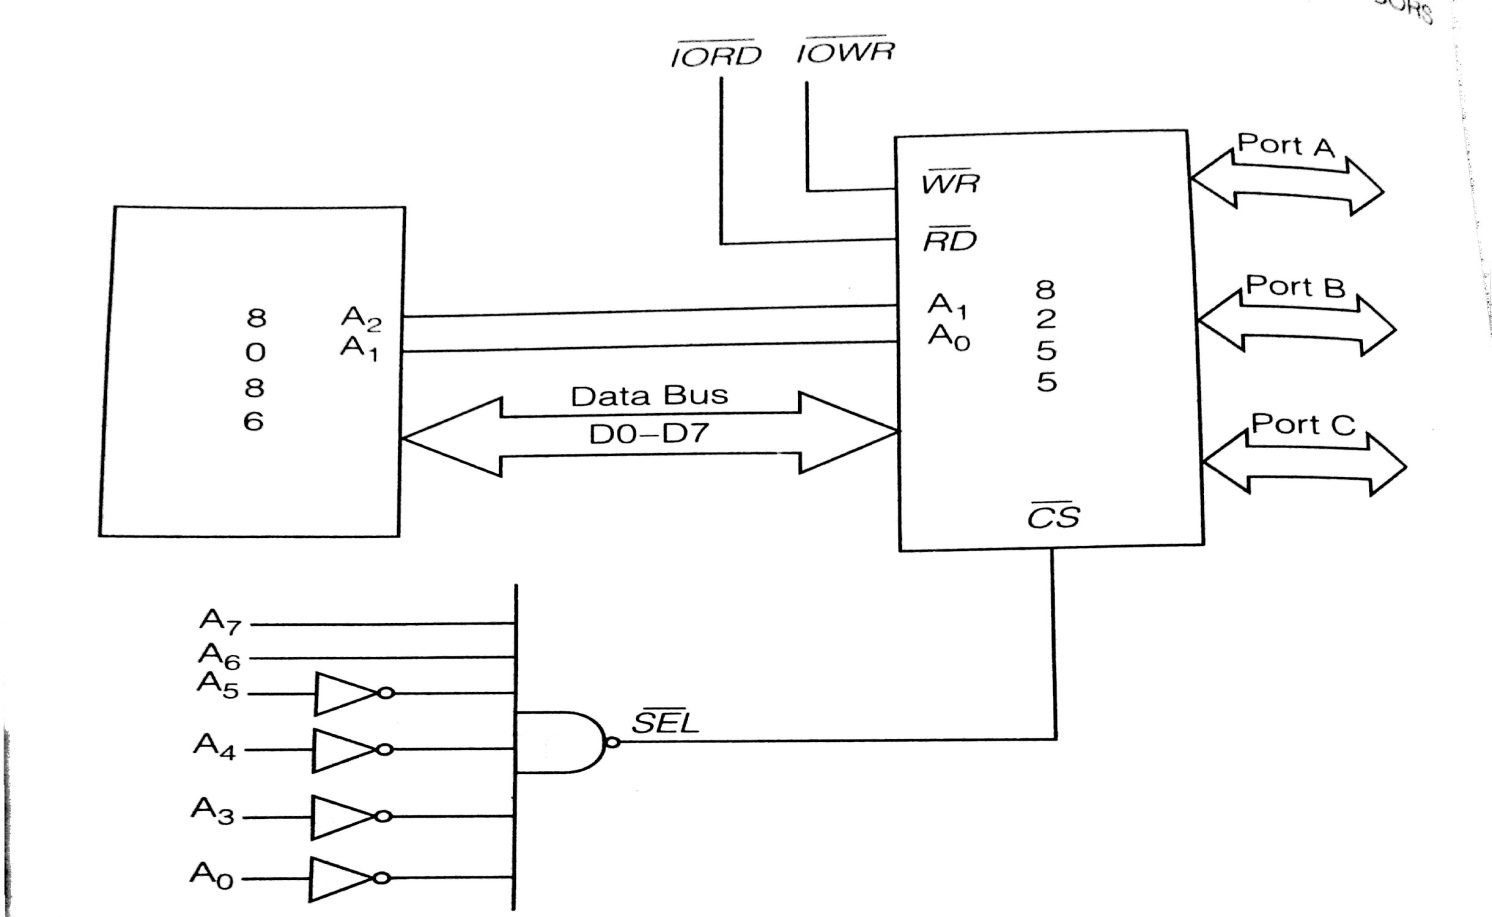 IORD IOWR
Port A
WR
RD
8
0
8
6
A2
A1
A1
A0
8
2
5
5
Port B
Data Bus
D0–D7
Port C
CS
A7
A6
A5
A4
A3
A0
SEL